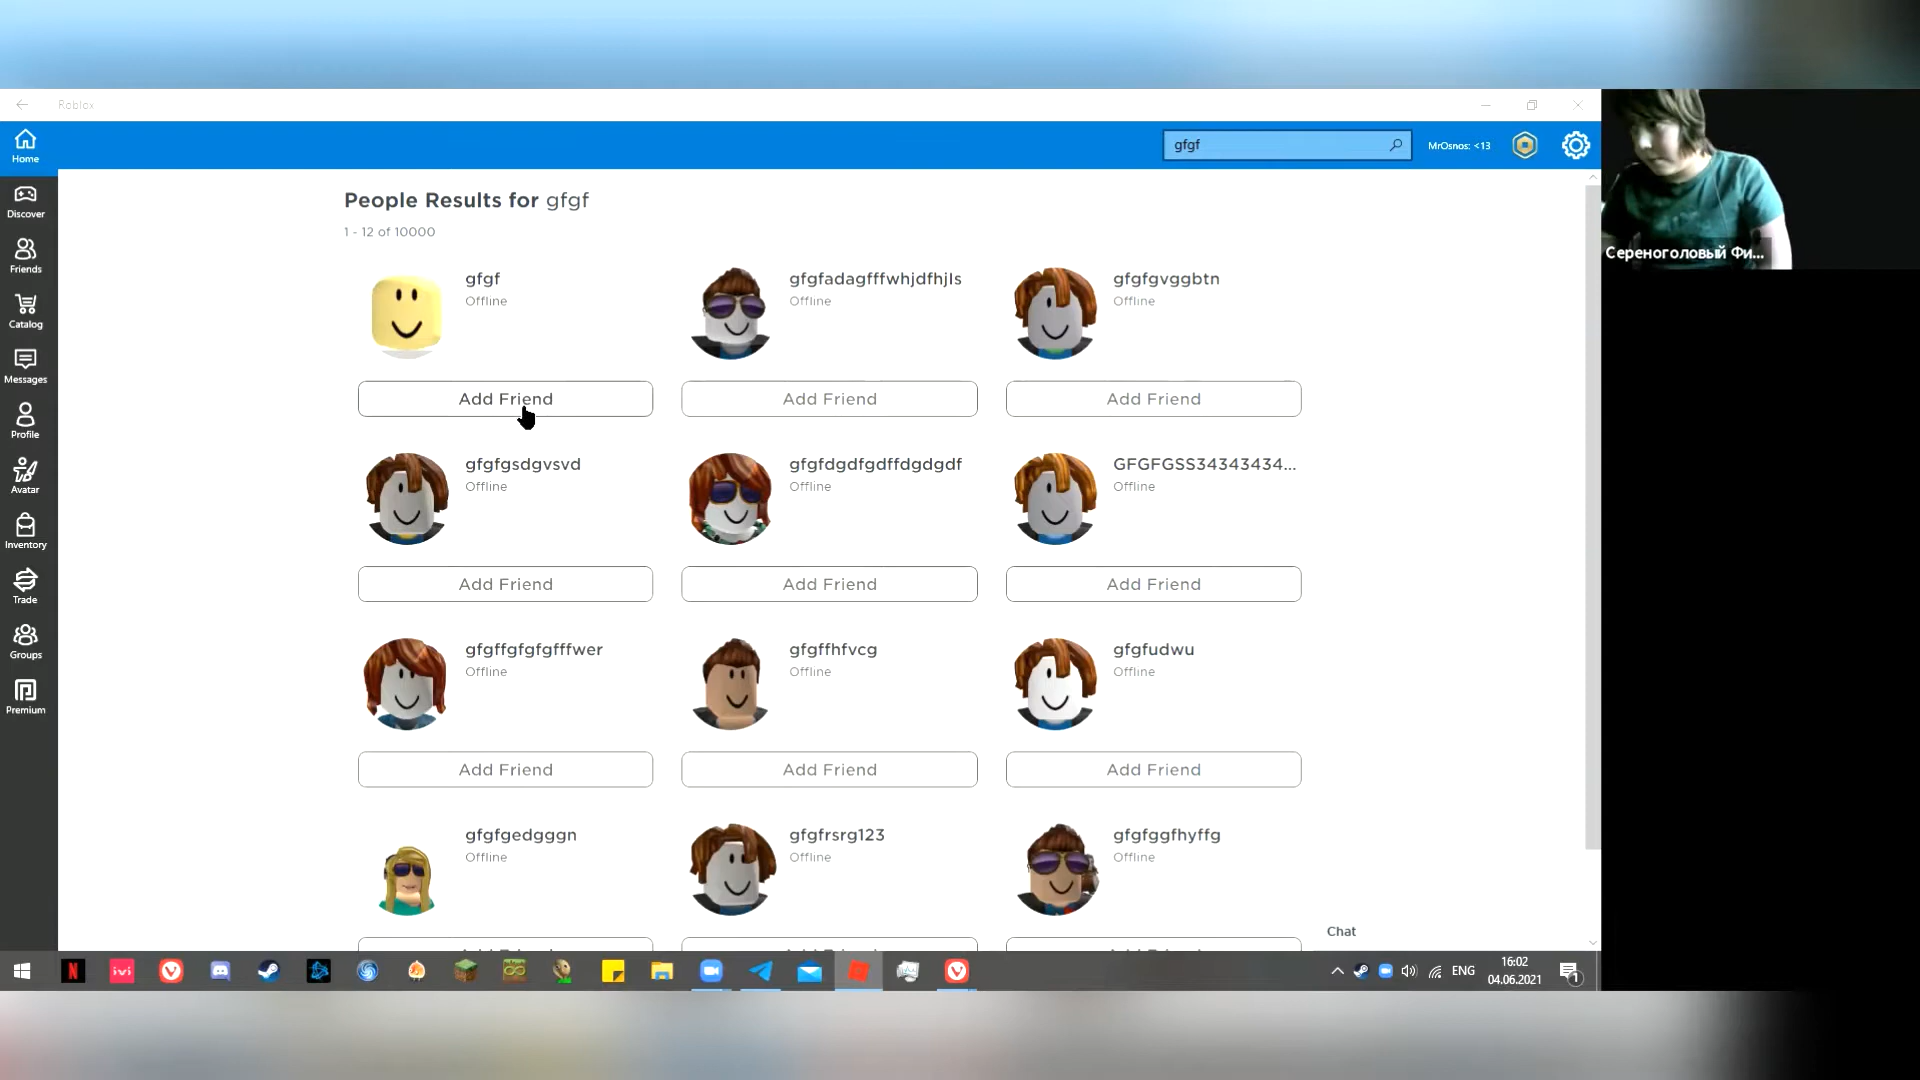 Roblox
Home
gfgf
MrOsnos: <13
Discover
Friends
Catalog
Messages
Profile
Avatar
Inventory
Trade
Groups
Premium
People Results for gfgf
1 - 12 of 10000
gfgf
Offline
Add Friend
gfgfadagfffwhjdfhjls
Offline
Add Friend
gfgfgvggbtn
Offline
Add Friend
gfgfgsdgvsvd
Offline
Add Friend
gfgfdgdfgdffdgdgdf
Offline
Add Friend
GFGFGSS34343434...
Offline
Add Friend
gfgffgfgfgfffwer
Offline
Add Friend
gfgffhfvcg
Offline
Add Friend
gfgfudwu
Offline
Add Friend
gfgfgedgggn
Offline
gfgfrsrg123
Offline
gfgfggfhyffg
Offline
Chat
Сереноголовый Фи...
ivi
ENG
16:02
04.06.2021
1